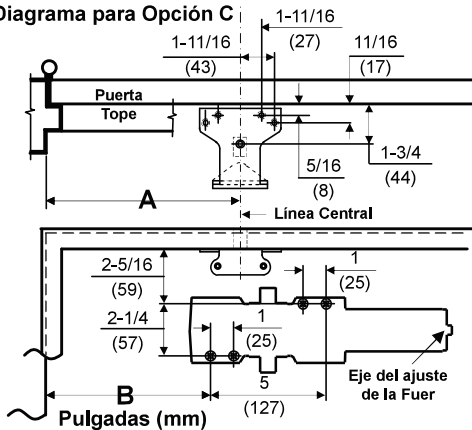 Diagrama para Opción C
1-11/16
(27)
1-11/16
(43)
11/16
(17)
Puerta
Tope
1-3/4
(44)
5/16
(8)
A
Línea Central
2-5/16
(59)
1
(25)
2-1/4
(57)
1
(25)
5
(127)
B
Eje del ajuste
de la Fuer
Pulgadas (mm)